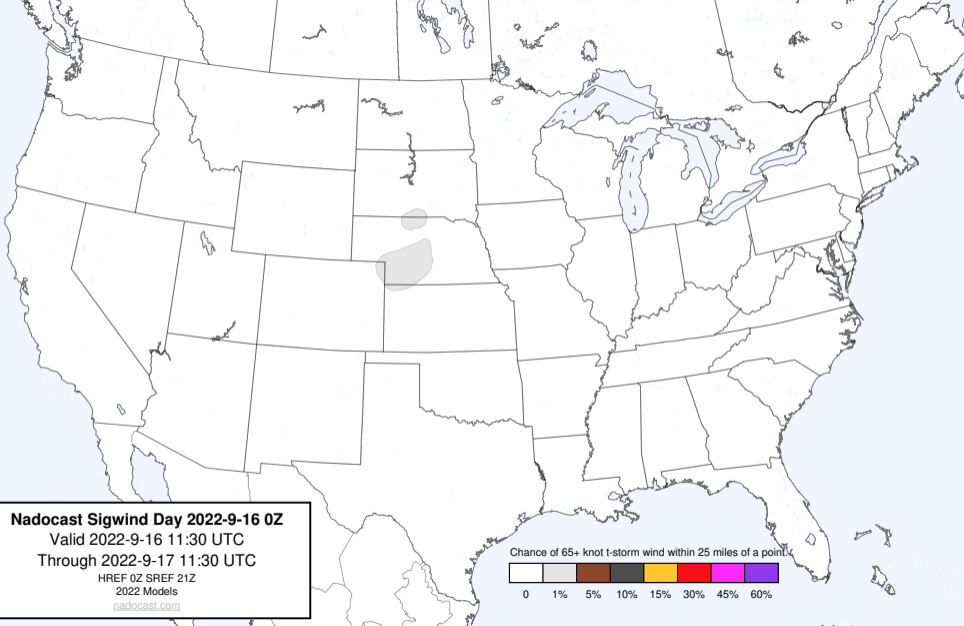 Nadocast Sigwind Day 2022-9-16 0Z
Valid 2022-9-16 11:30 UTC
Through 2022-9-17 11:30 UTC
HREF 0Z SREF 21Z
2022 Models
nadocast.com
Chance of 65+ knot t-storm wind within 25 miles of a point.
0 1% 5% 10% 15% 30% 45% 60%